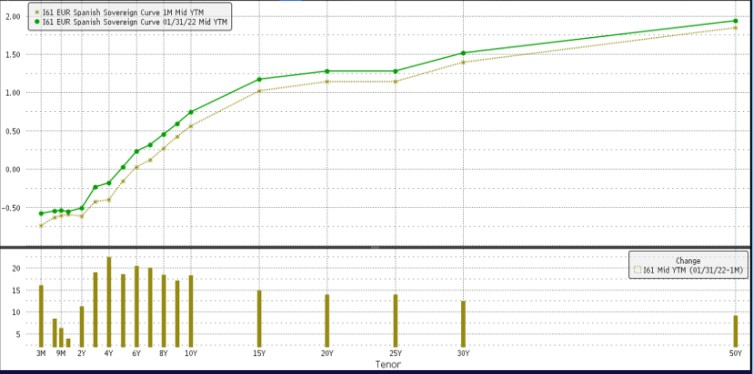 I61 EUR Spanish Sovereign Curve 1M Mid YTM
I61 EUR Spanish Sovereign Curve 01/31/22 Mid YTM
2.00
1.50
1.00
0.50
0.00
-0.50
Change
I61 Mid YTM (01/31/22-1M)
20
15
10
5
3M 9M 2Y 4Y 6Y 8Y 10Y 15Y 20Y 25Y 30Y 50Y
Tenor